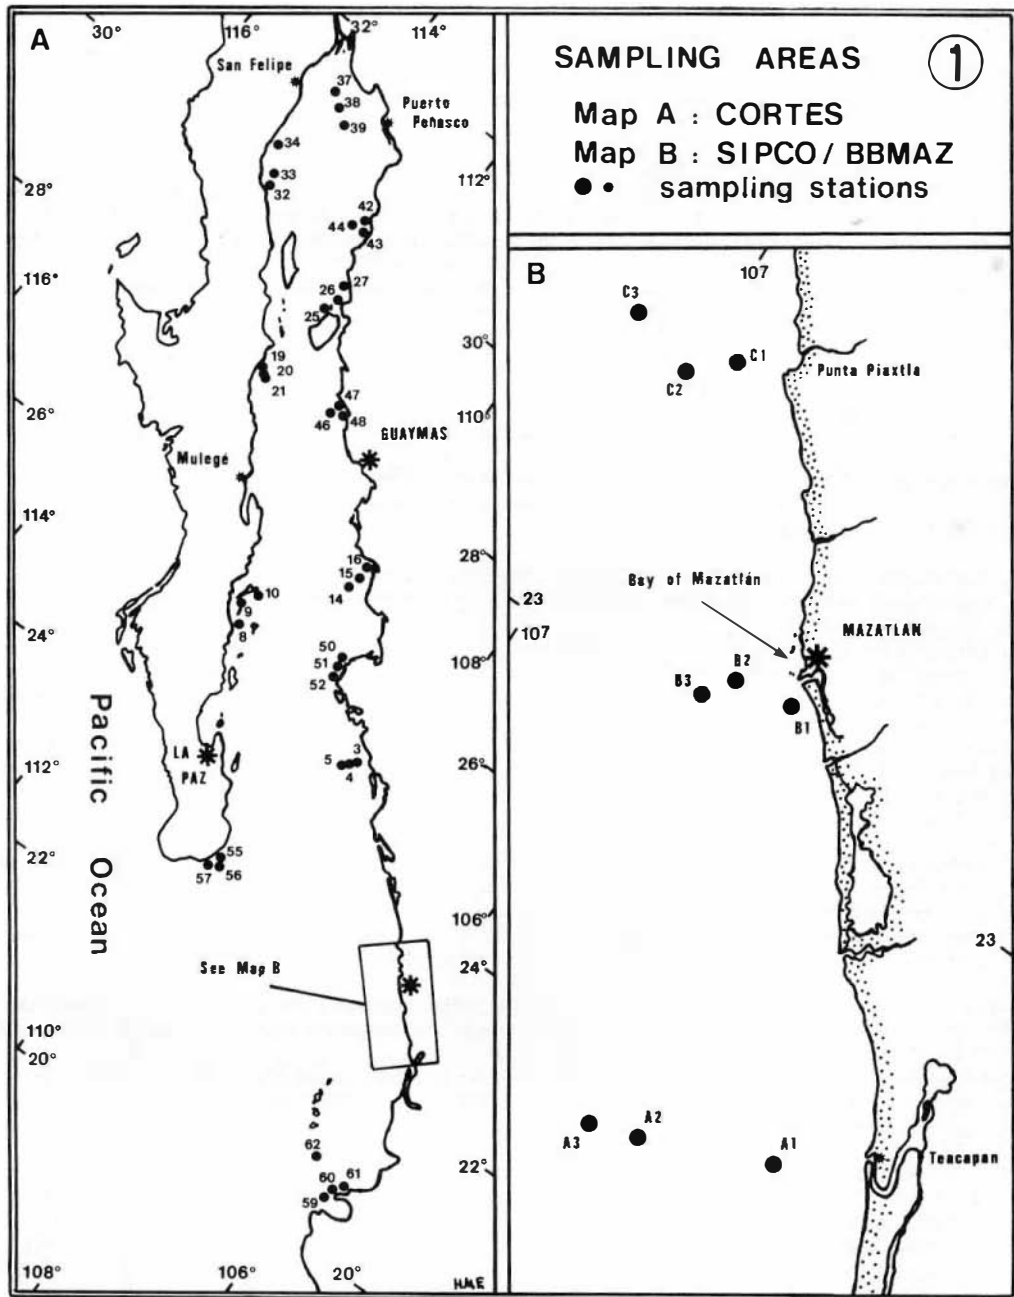 A
30°
116°
32°
114°
San Felipe
37
38
Puerto
Peñasco
39
34
112°
33
28°
32
42
44
43
116°
27
26
25
30°
19
20
21
47
110°
26°
46
48
GUAYMAS
Mulegé
114°
28°
16
15
10
14
9
24°
8
50
108°
51
52
Pacific Ocean
LA
PAZ
3
5
4
26°
112°
22°
55
57
56
106°
See Map B
24°
110°
20°
62
22°
61
60
59
108°
106°
20°
HME
SAMPLING AREAS
1
Map A : CORTES
Map B : SIPCO/ BBMAZ
sampling stations
B
107
C3
C1
C2
Punta Piaxtla
Bay of Mazatlán
23
107
MAZATLAN
B2
B3
B1
23
A2
A3
A1
Teacapan